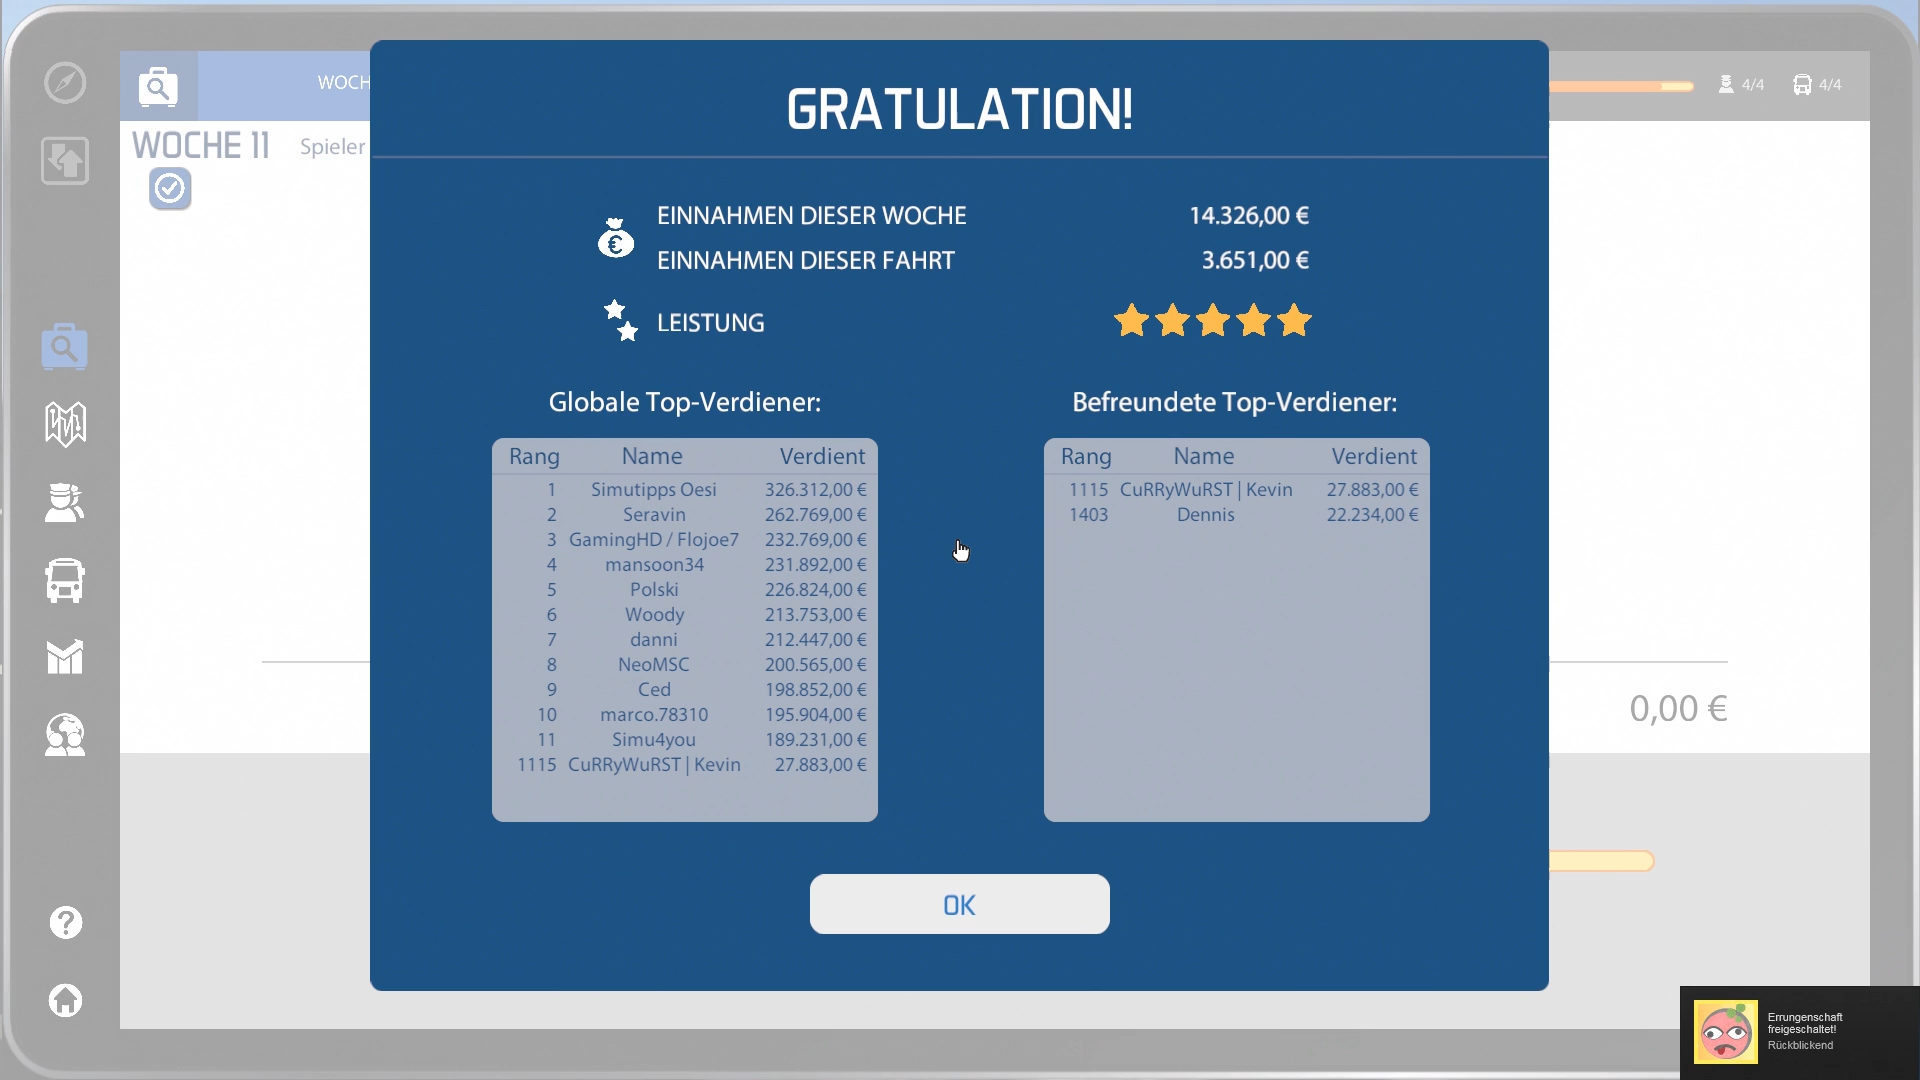 WOCH
4/4
4/4
WOCHE 11
Spieler
GRATULATION!
EINNAHMEN DIESER WOCHE 14.326,00 €
EINNAHMEN DIESER FAHRT 3.651,00 €
LEISTUNG
Globale Top-Verdiener:
Rang Name Verdient
1 Simutipps Oesi 326.312,00 €
2 Seravin 262.769,00 €
3 GamingHD / Flojoe7 232.769,00 €
4 mansoon34 231.892,00 €
5 Polski 226.824,00 €
6 Woody 213.753,00 €
7 danni 212.447,00 €
8 NeoMSC 200.565,00 €
9 Ced 198.852,00 €
10 marco.78310 195.904,00 €
11 Simu4you 189.231,00 €
1115 CuRRyWuRST | Kevin 27.883,00 €
Befreundete Top-Verdiener:
Rang Name Verdient
1115 CuRRyWuRST | Kevin 27.883,00 €
1403 Dennis 22.234,00 €
0,00 €
OK
Errungenschaft
freigeschaltet!
Rückblickend